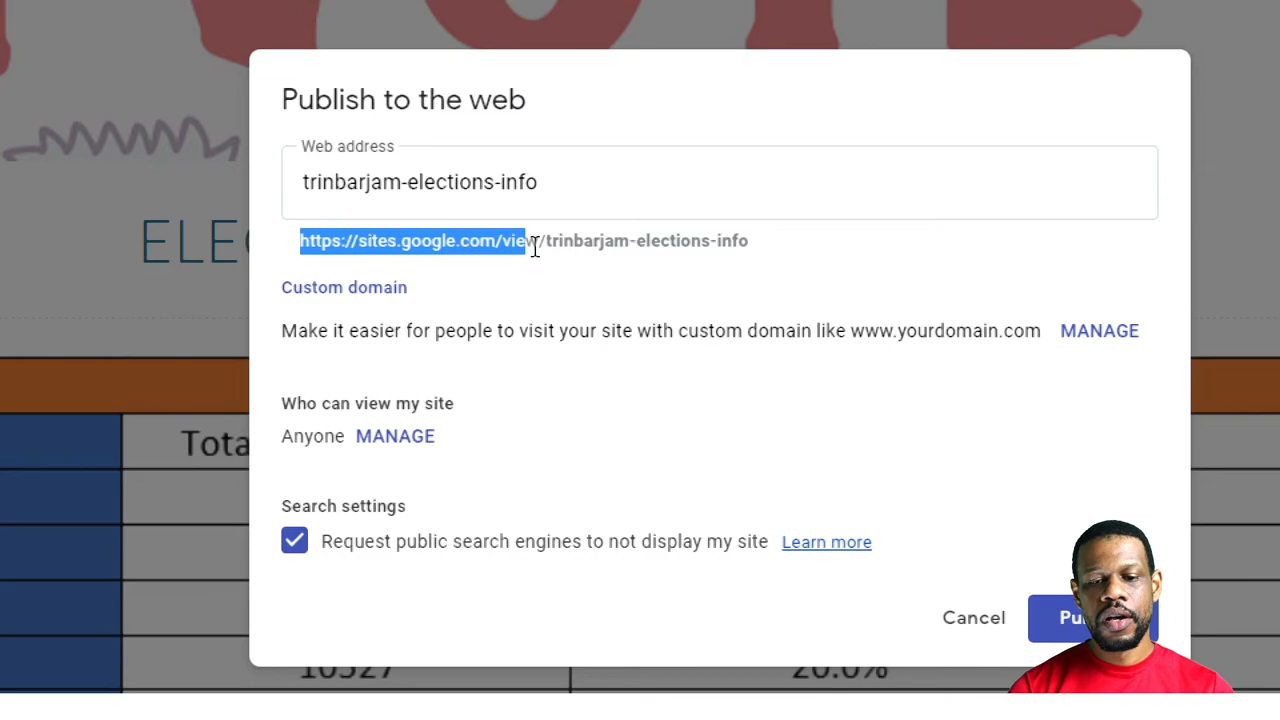 Publish to the web
Web address
trinbarjam-elections-info
https://sites.google.com/view/trinbarjam-elections-info
Custom domain
Make it easier for people to visit your site with custom domain like www.yourdomain.com MANAGE
Who can view my site
Anyone MANAGE
Search settings
Request public search engines to not display my site Learn more
Cancel